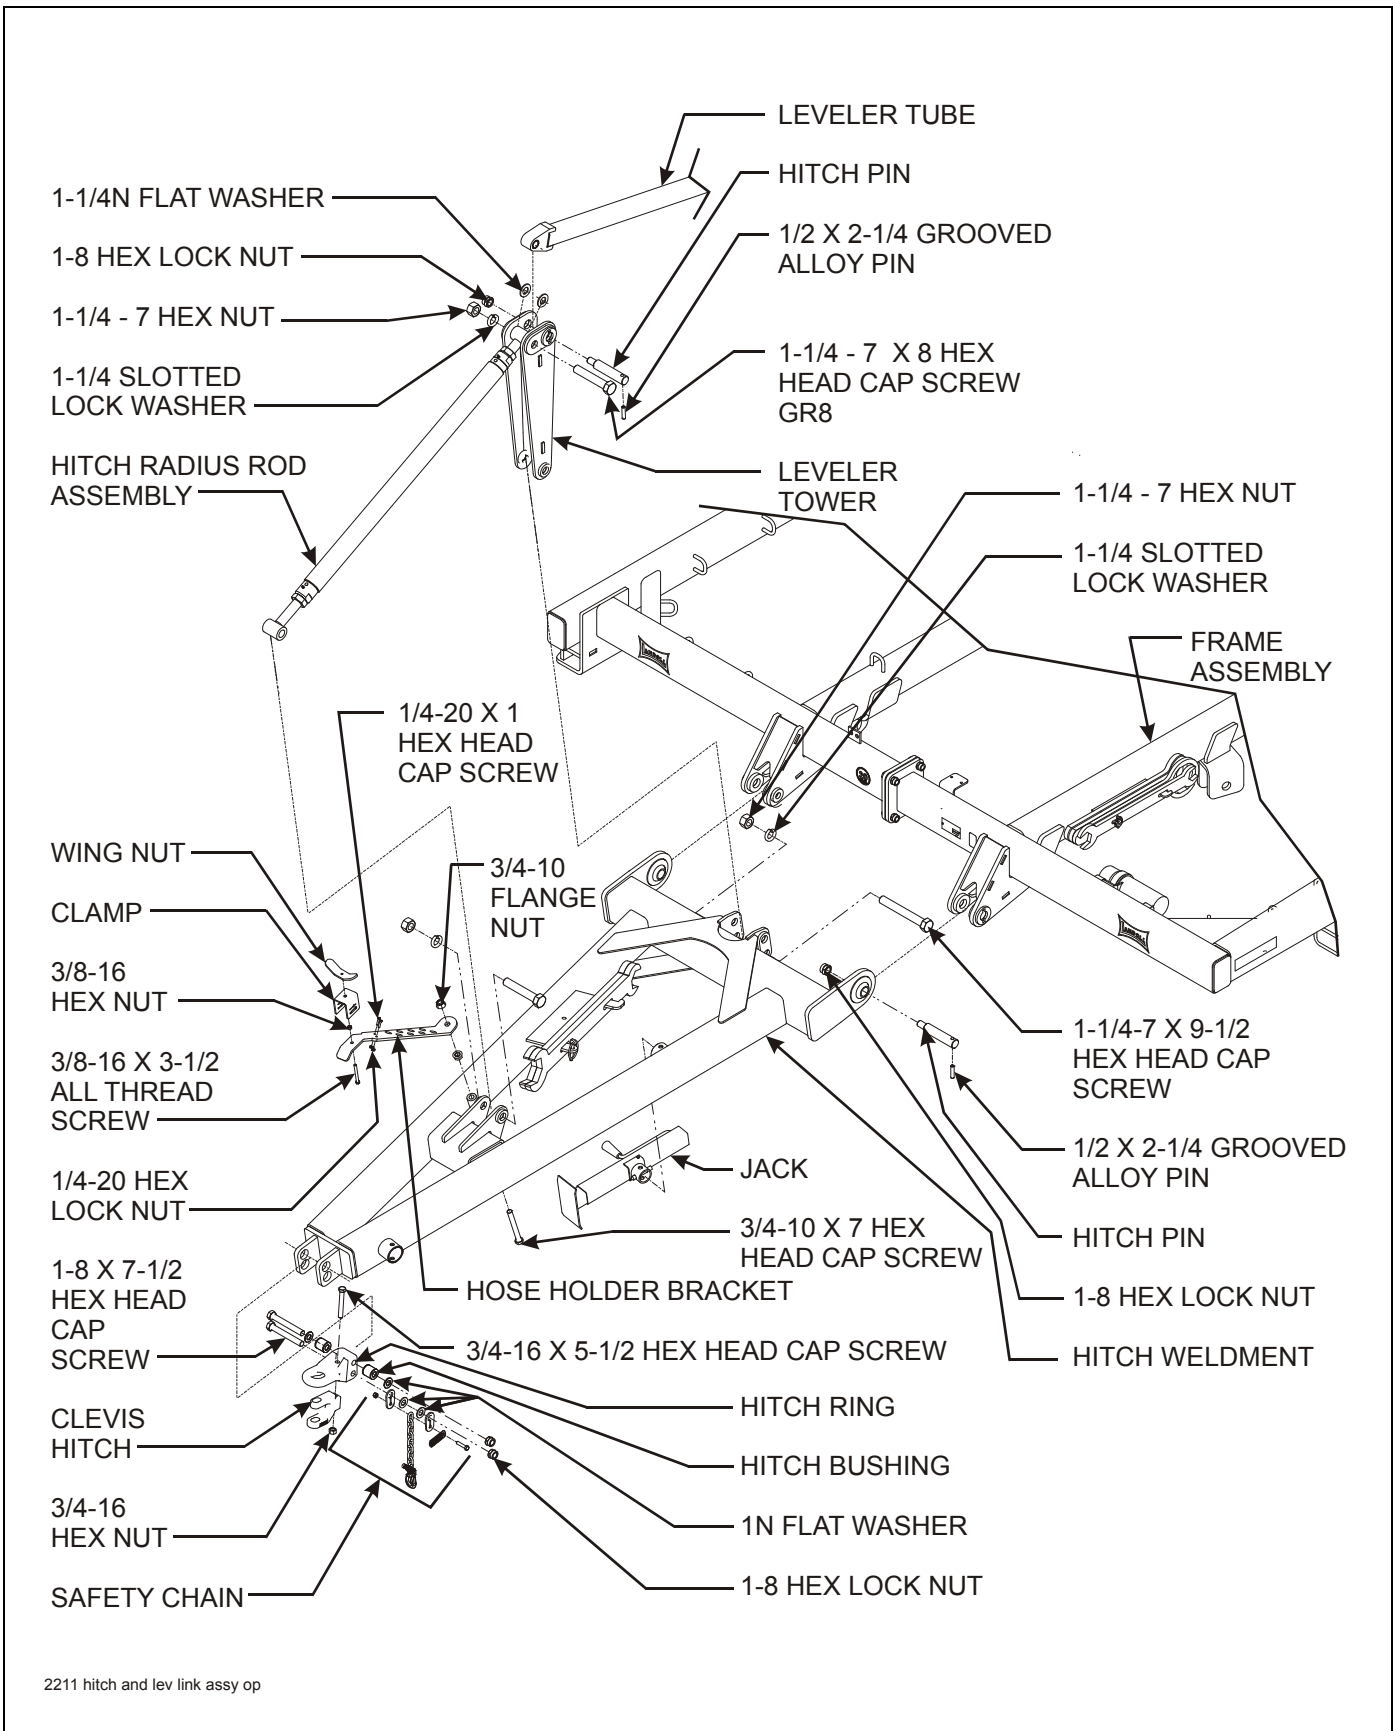 LEVELER TUBE
HITCH PIN
1/2 X 2-1/4 GROOVED
ALLOY PIN
1-1/4 - 7 X 8 HEX
HEAD CAP SCREW
GR8
LEVELER
TOWER
1-1/4N FLAT WASHER
1-8 HEX LOCK NUT
1-1/4 - 7 HEX NUT
1-1/4 SLOTTED
LOCK WASHER
HITCH RADIUS ROD
ASSEMBLY
1-1/4 - 7 HEX NUT
1-1/4 SLOTTED
LOCK WASHER
FRAME
ASSEMBLY
1/4-20 X 1
HEX HEAD
CAP SCREW
WING NUT
CLAMP
3/8-16
HEX NUT
3/8-16 X 3-1/2
ALL THREAD
SCREW
1/4-20 HEX
LOCK NUT
1-8 X 7-1/2
HEX HEAD
CAP
SCREW
CLEVIS
HITCH
3/4-16
HEX NUT
SAFETY CHAIN
3/4-10
FLANGE
NUT
JACK
3/4-10 X 7 HEX
HEAD CAP SCREW
HOSE HOLDER BRACKET
3/4-16 X 5-1/2 HEX HEAD CAP SCREW
HITCH RING
HITCH BUSHING
1N FLAT WASHER
1-8 HEX LOCK NUT
1-1/4-7 X 9-1/2
HEX HEAD CAP
SCREW
1/2 X 2-1/4 GROOVED
ALLOY PIN
HITCH PIN
1-8 HEX LOCK NUT
HITCH WELDMENT
2211 hitch and lev link assy op